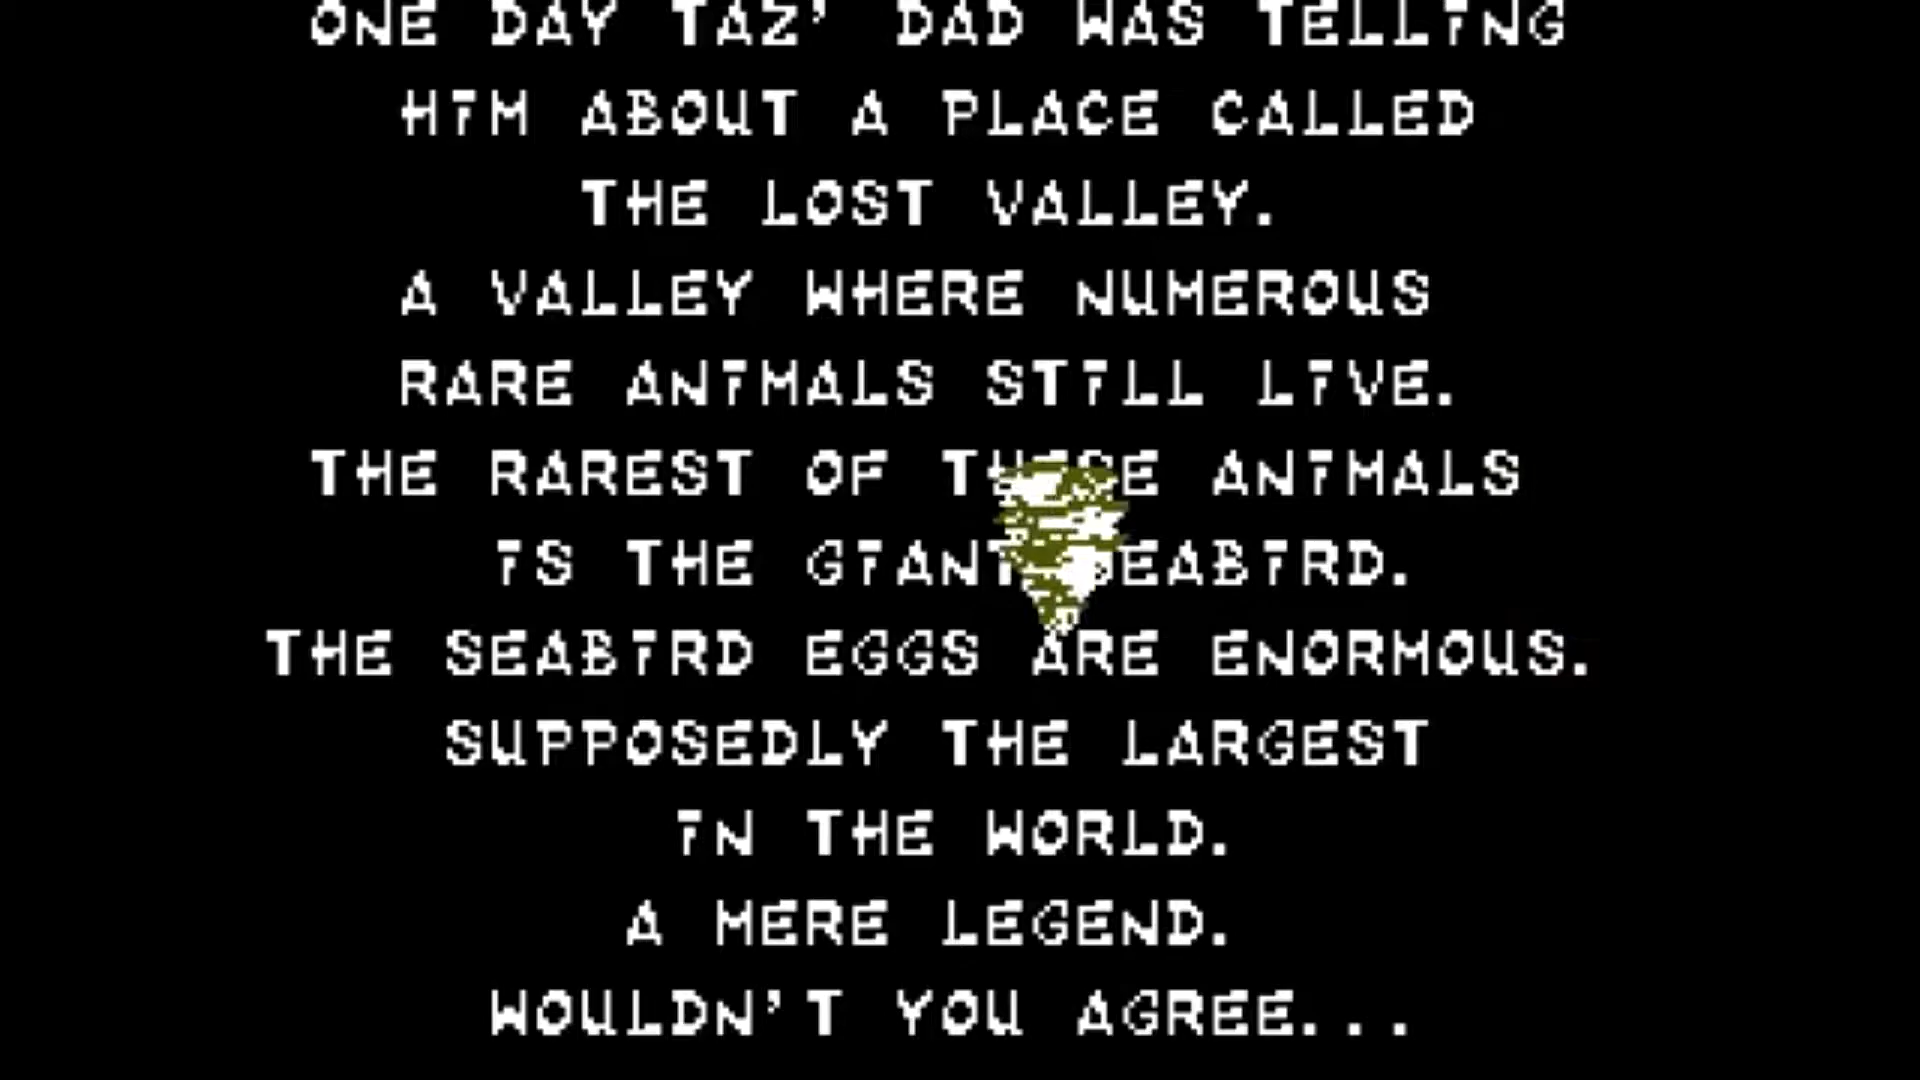 ONE DAY TAZ' DAD WAS TELLING
HIM ABOUT A PLACE CALLED
THE LOST VALLEY.
A VALLEY WHERE NUMEROUS
RARE ANIMALS STILL LIVE.
THE RAREST OF THESE ANIMALS
IS THE GIANT SEABIRD.
THE SEABIRD EGGS ARE ENORMOUS.
SUPPOSEDLY THE LARGEST
IN THE WORLD.
A MERE LEGEND.
WOULDN'T YOU AGREE...